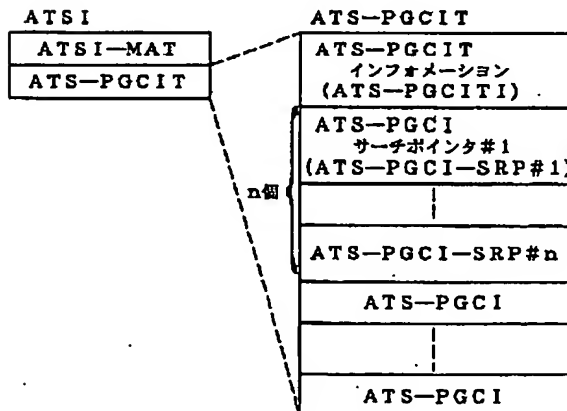 ATSI
ATSI－MAT
ATS－PGCIT
ATS－PGCIT
ATS－PGCIT
インフォメーション
(ATS－PGCITI)
ATS－PGCI
サーチポインタ#1
(ATS－PGCI－SRP#1)
n個
ATS－PGCI－SRP#n
ATS－PGCI
ATS－PGCI